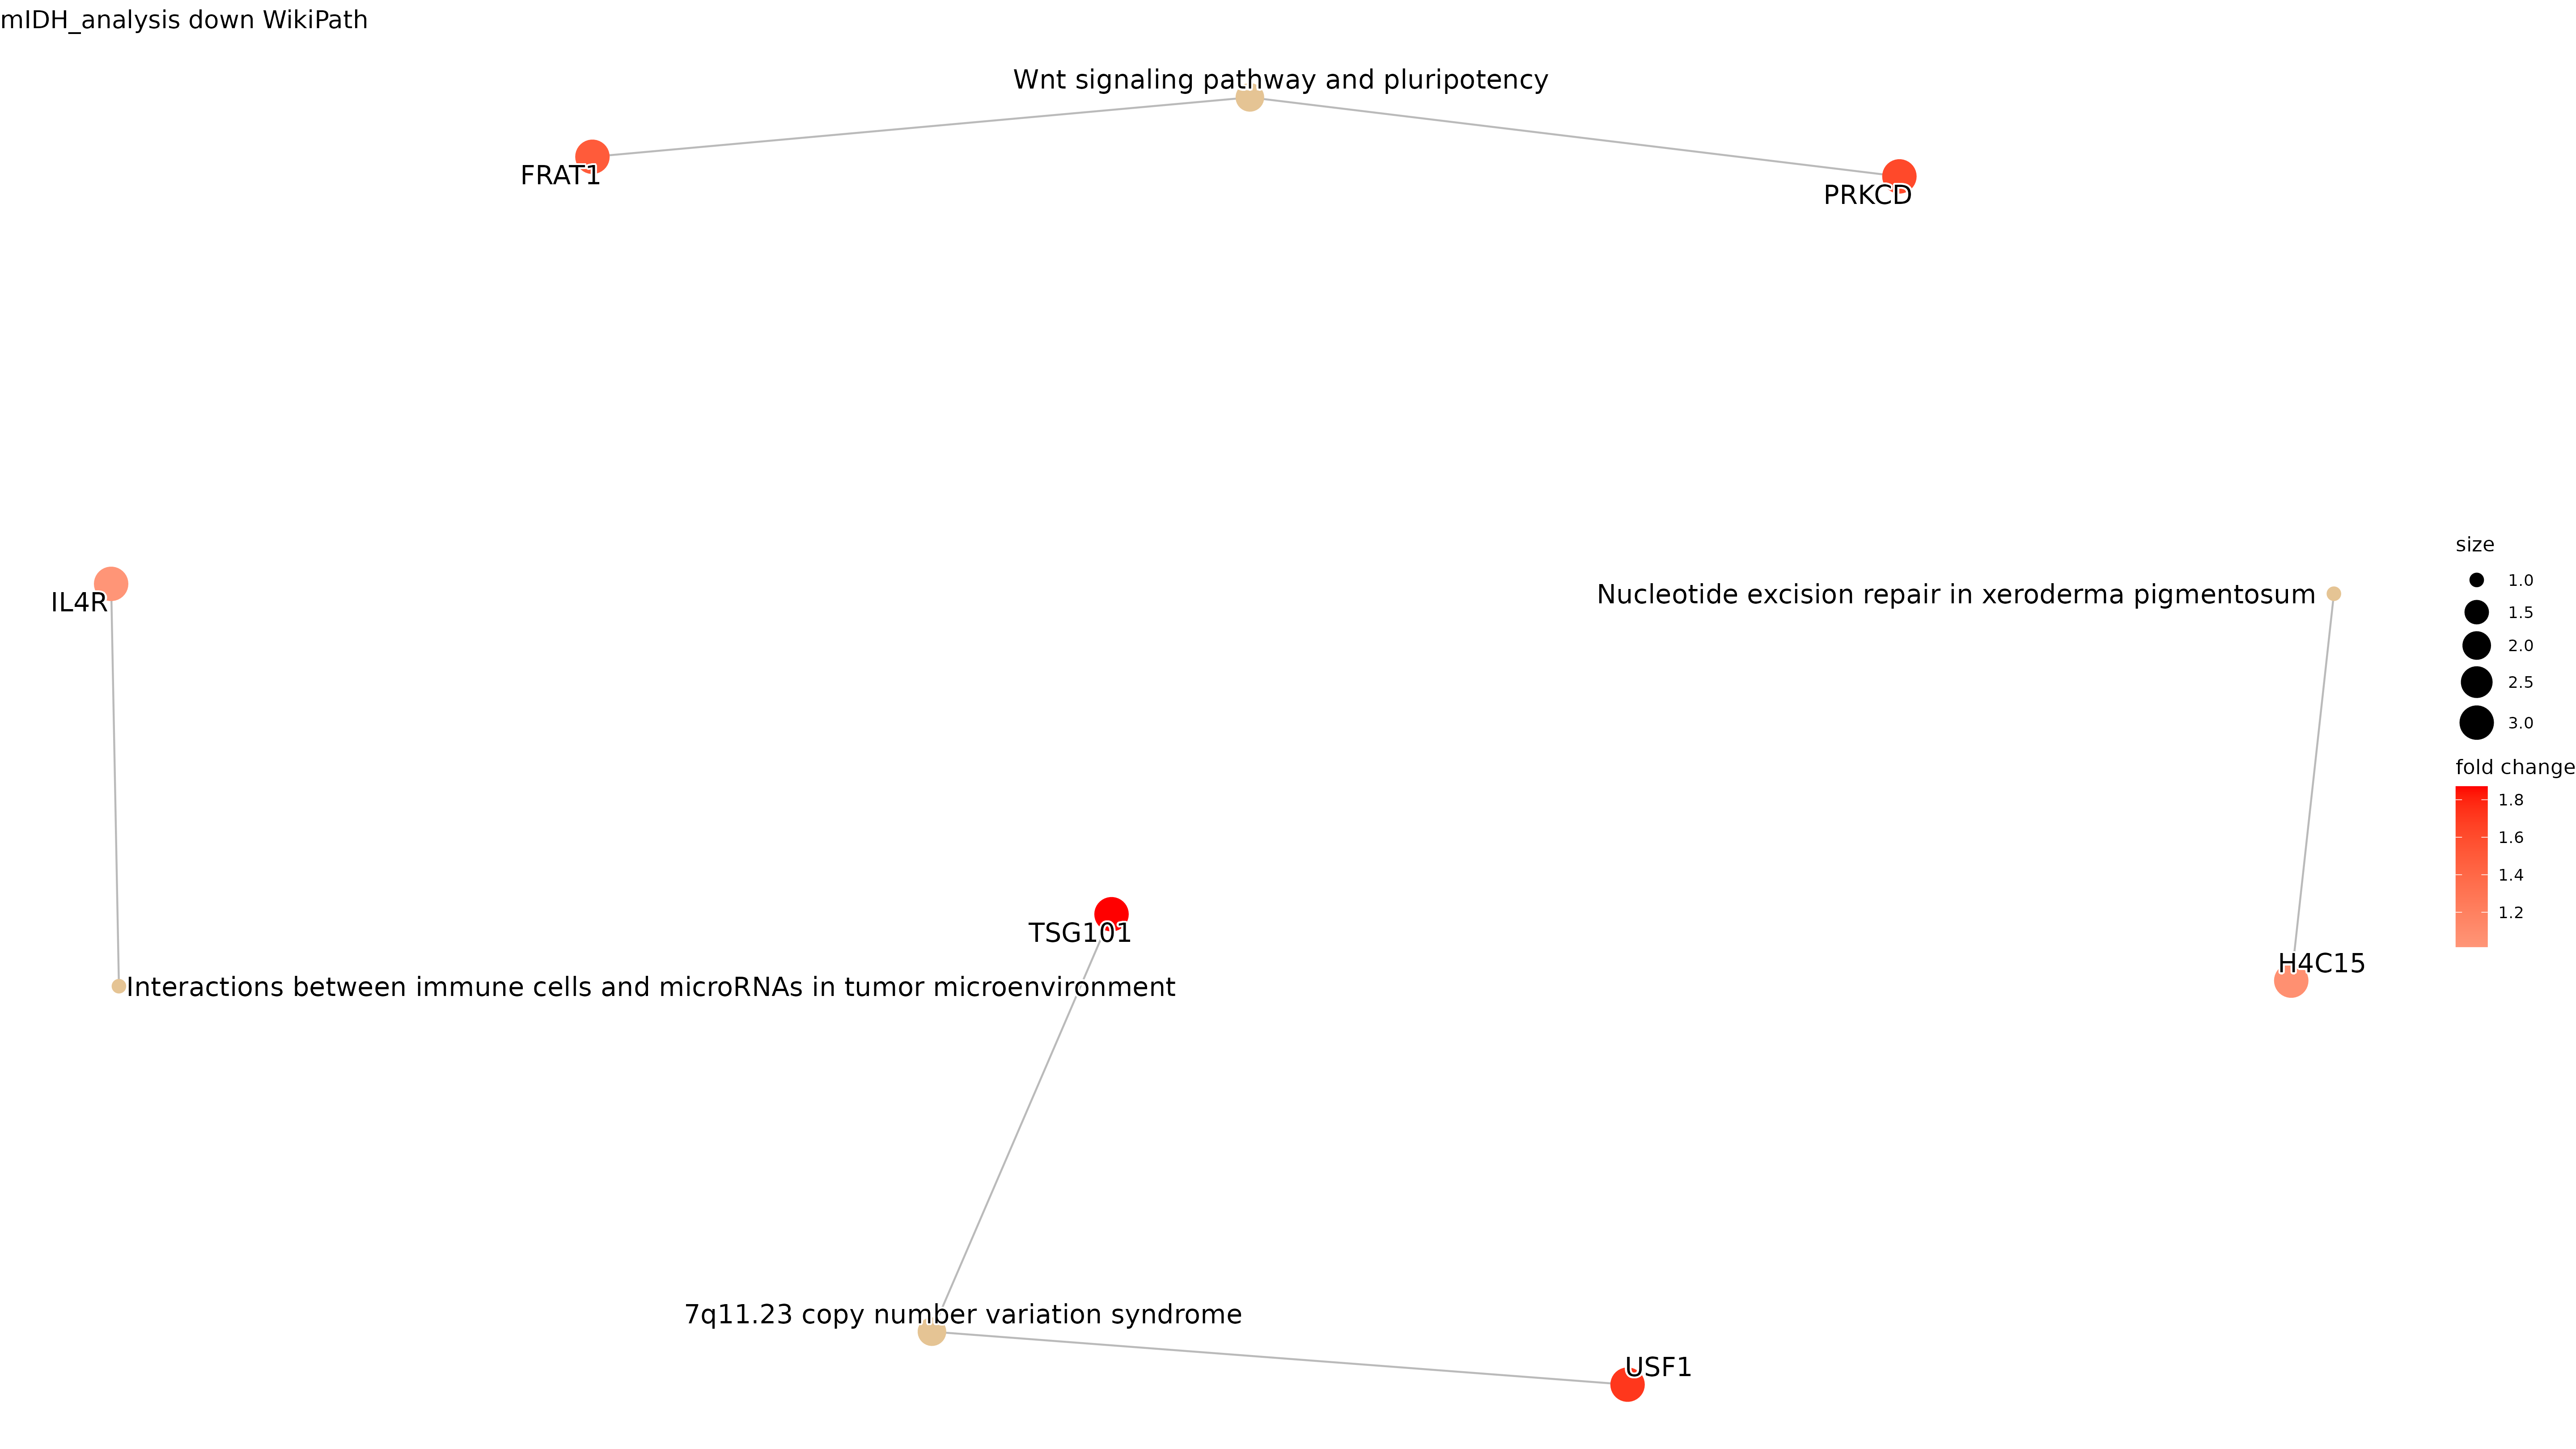 mIDH_analysis down WikiPath
Wnt signaling pathway and pluripotency
FRAT1
PRKCD
IL4R
Nucleotide excision repair in xeroderma pigmentosum
TSG101
H4C15
Interactions between immune cells and microRNAs in tumor microenvironment
7q11.23 copy number variation syndrome
USF1
size
1.0
1.5
2.0
2.5
3.0
fold change
1.8
1.6
1.4
1.2